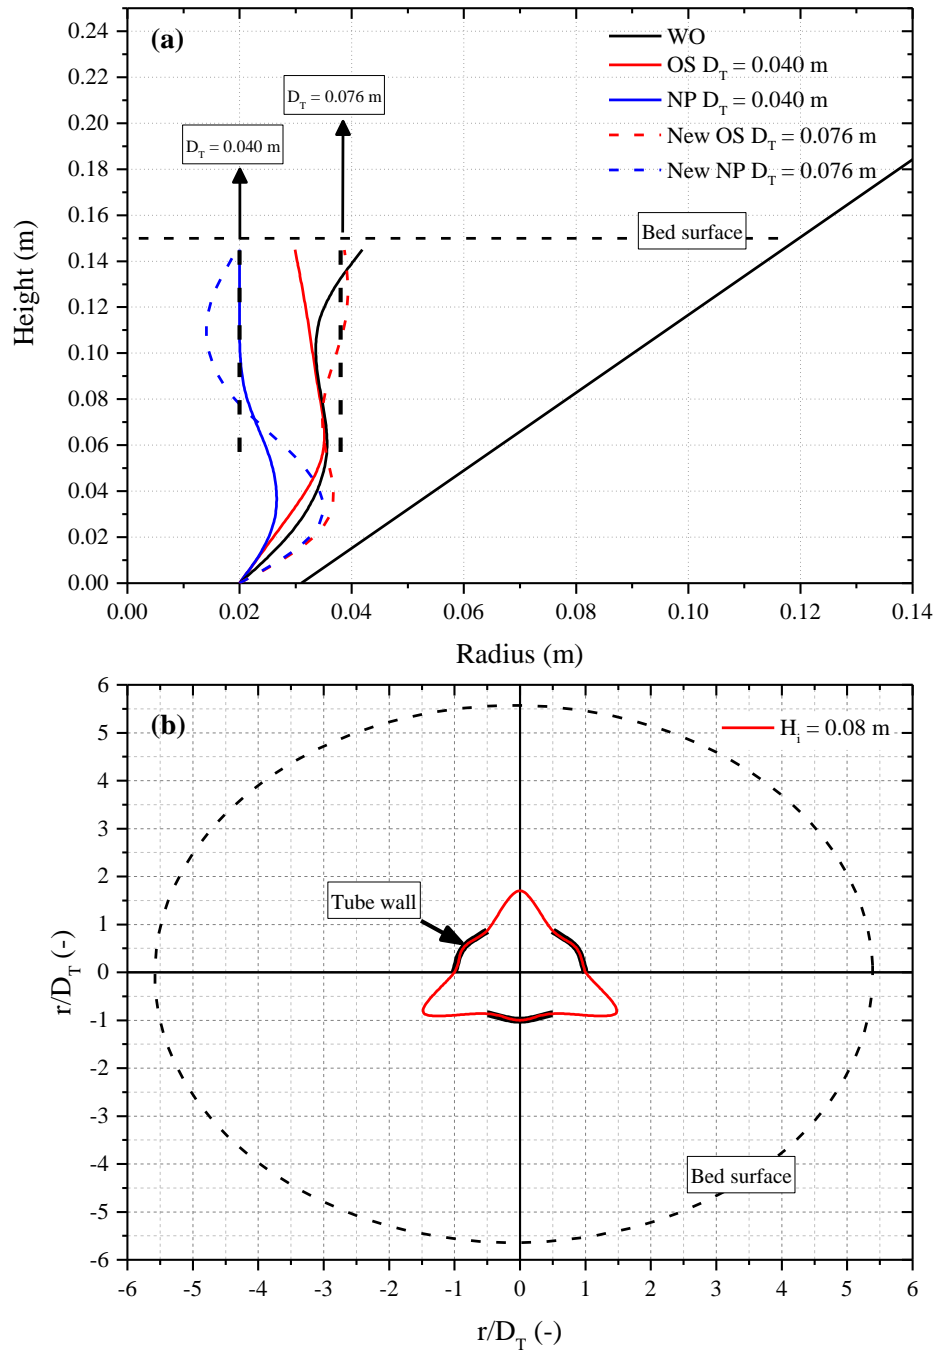 (a)
WO
OS D_T = 0.040 m
NP D_T = 0.040 m
New OS D_T = 0.076 m
New NP D_T = 0.076 m
D_T = 0.076 m
D_T = 0.040 m
Bed surface
0.24
0.22
0.20
0.18
0.16
0.14
0.12
0.10
0.08
0.06
0.04
0.02
0.00
Height (m)
0.00 0.02 0.04 0.06 0.08 0.10 0.12 0.14
Radius (m)
(b)
H_i = 0.08 m
Tube wall
Bed surface
6
5
4
3
2
1
0
-1
-2
-3
-4
-5
-6
r/D_T (-)
-6 -5 -4 -3 -2 -1 0 1 2 3 4 5 6
r/D_T (-)